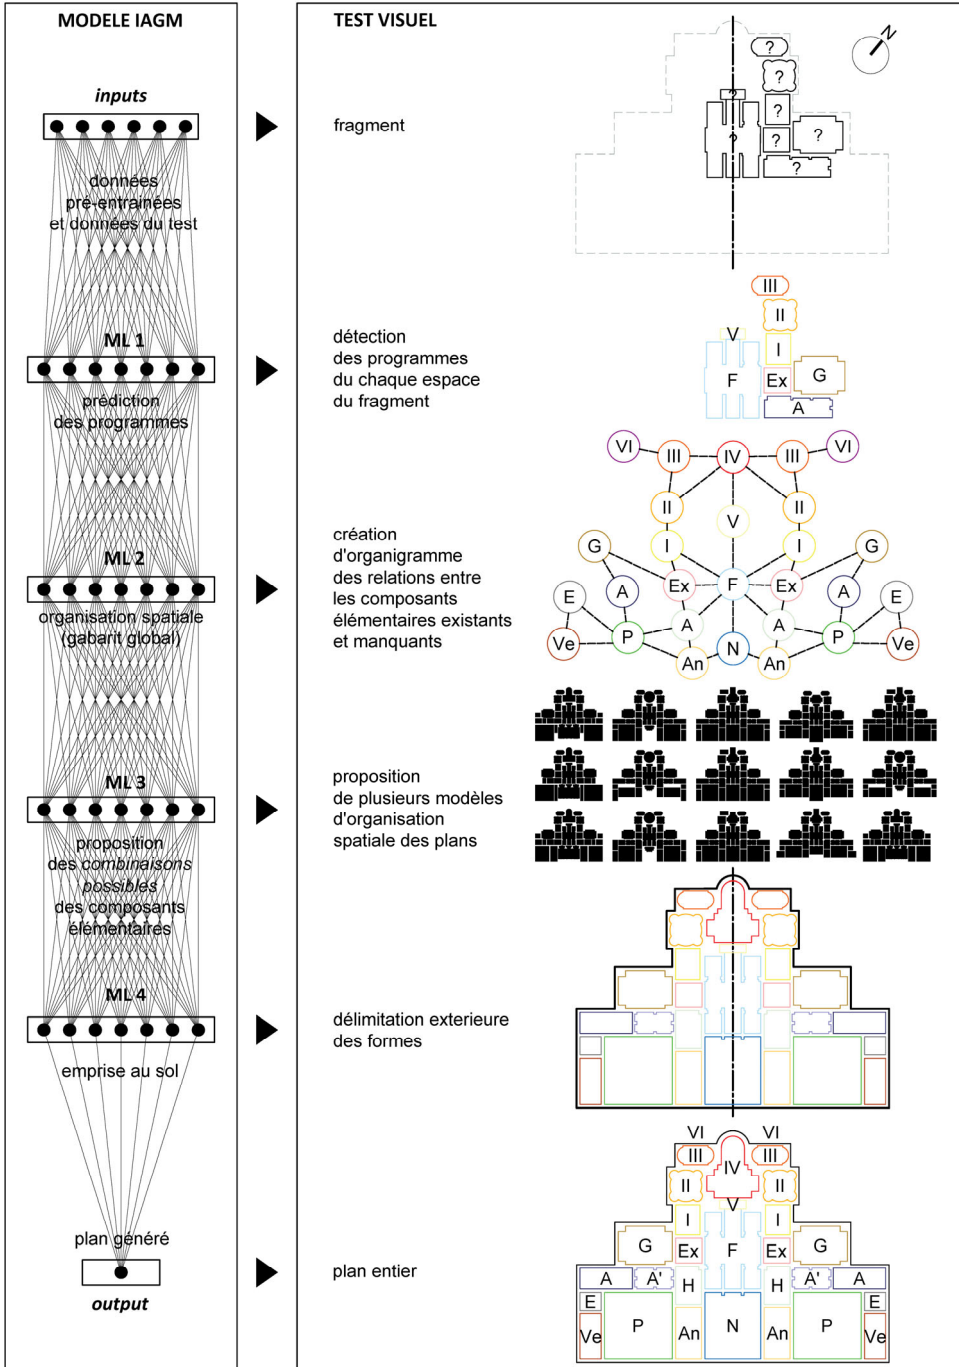 MODELE IAGM
inputs
données
pré-entrainées
et données du test
ML 1
prédiction
des programmes
ML 2
organisation spatiale
(gabarit global)
ML 3
proposition
des combinaisons
possibles
des composants
élémentaires
ML 4
emprise au sol
plan généré
output
TEST VISUEL
fragment
N
?
?
?
? ?
? ?
?
détection
des programmes
du chaque espace
du fragment
III
II
V
I
F Ex G
A
création
d'organigramme
des relations entre
les composants
élémentaires existants
et manquants
VI III IV III VI
II II
V
G I I G
Ex F Ex
E A A E
A A
Ve P P Ve
An N An
proposition
de plusieurs modèles
d'organisation
spatiale des plans
délimitation exterieure
des formes
plan entier
VI VI
III IV III
II II
V
I I
G Ex F Ex G
A A' H H A' A
E E
Ve P An N An P Ve